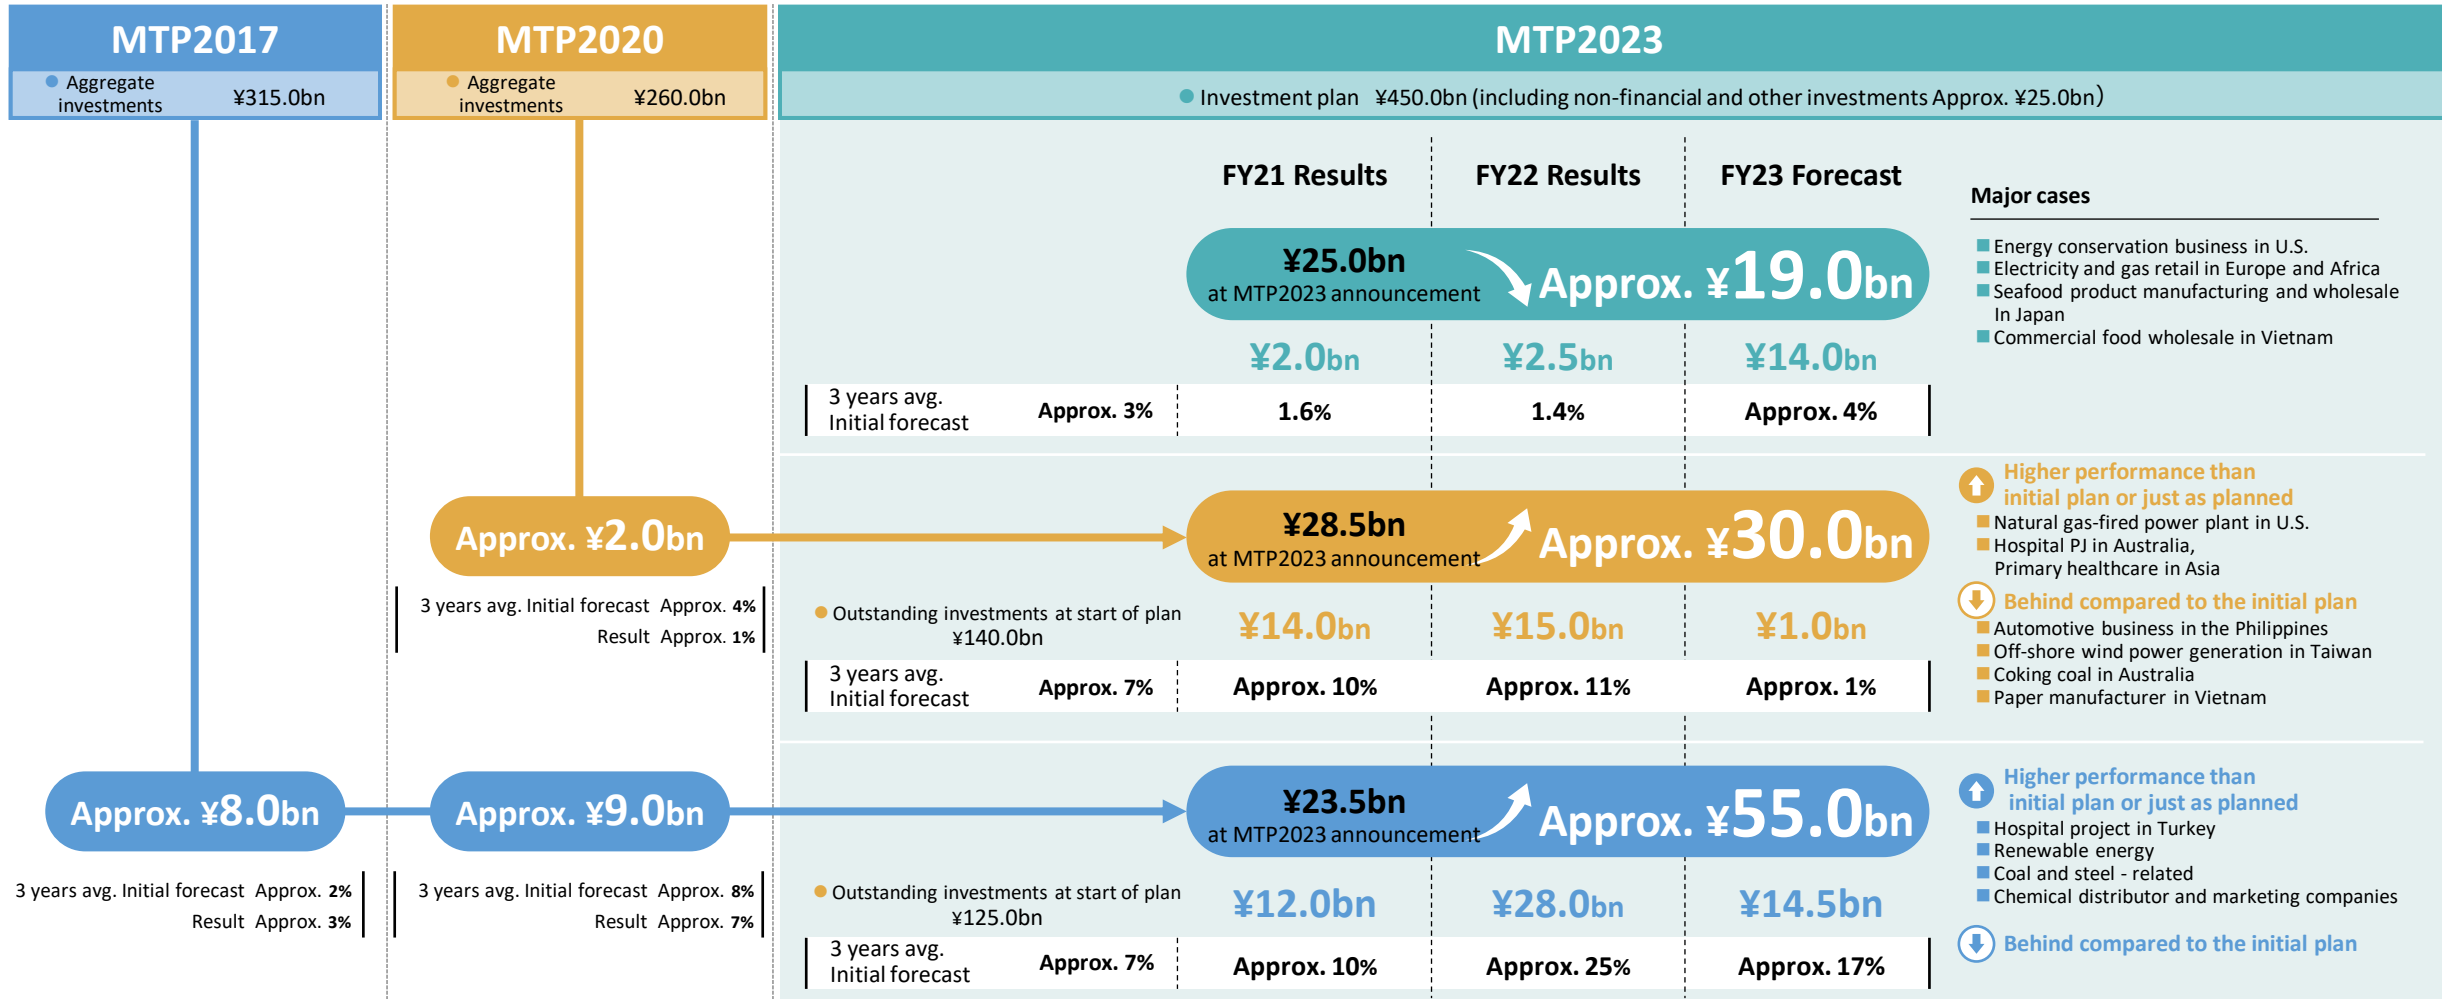 MTP2017
Aggregate
investments
¥315.0bn
MTP2020
Aggregate
investments
¥260.0bn
MTP2023
Investment plan ¥450.0bn (including non-financial and other investments Approx. ¥25.0bn)
FY21 Results
FY22 Results
FY23 Forecast
¥25.0bn
at MTP2023 announcement
Approx. ¥19.0bn
¥2.0bn
¥2.5bn
¥14.0bn
3 years avg.
Initial forecast
Approx. 3%
1.6%
1.4%
Approx. 4%
Major cases
Energy conservation business in U.S.
Electricity and gas retail in Europe and Africa
Seafood product manufacturing and wholesale
In Japan
Commercial food wholesale in Vietnam
Approx. ¥2.0bn
3 years avg. Initial forecast Approx. 4%
Result Approx. 1%
¥28.5bn
at MTP2023 announcement
Approx. ¥30.0bn
Outstanding investments at start of plan
¥140.0bn
¥14.0bn
¥15.0bn
¥1.0bn
3 years avg.
Initial forecast
Approx. 7%
Approx. 10%
Approx. 11%
Approx. 1%
Higher performance than
initial plan or just as planned
Natural gas-fired power plant in U.S.
Hospital PJ in Australia,
Primary healthcare in Asia
Behind compared to the initial plan
Automotive business in the Philippines
Off-shore wind power generation in Taiwan
Coking coal in Australia
Paper manufacturer in Vietnam
Approx. ¥8.0bn
3 years avg. Initial forecast Approx. 2%
Result Approx. 3%
Approx. ¥9.0bn
3 years avg. Initial forecast Approx. 8%
Result Approx. 7%
¥23.5bn
at MTP2023 announcement
Approx. ¥55.0bn
Outstanding investments at start of plan
¥125.0bn
¥12.0bn
¥28.0bn
¥14.5bn
3 years avg.
Initial forecast
Approx. 7%
Approx. 10%
Approx. 25%
Approx. 17%
Higher performance than
initial plan or just as planned
Hospital project in Turkey
Renewable energy
Coal and steel - related
Chemical distributor and marketing companies
Behind compared to the initial plan